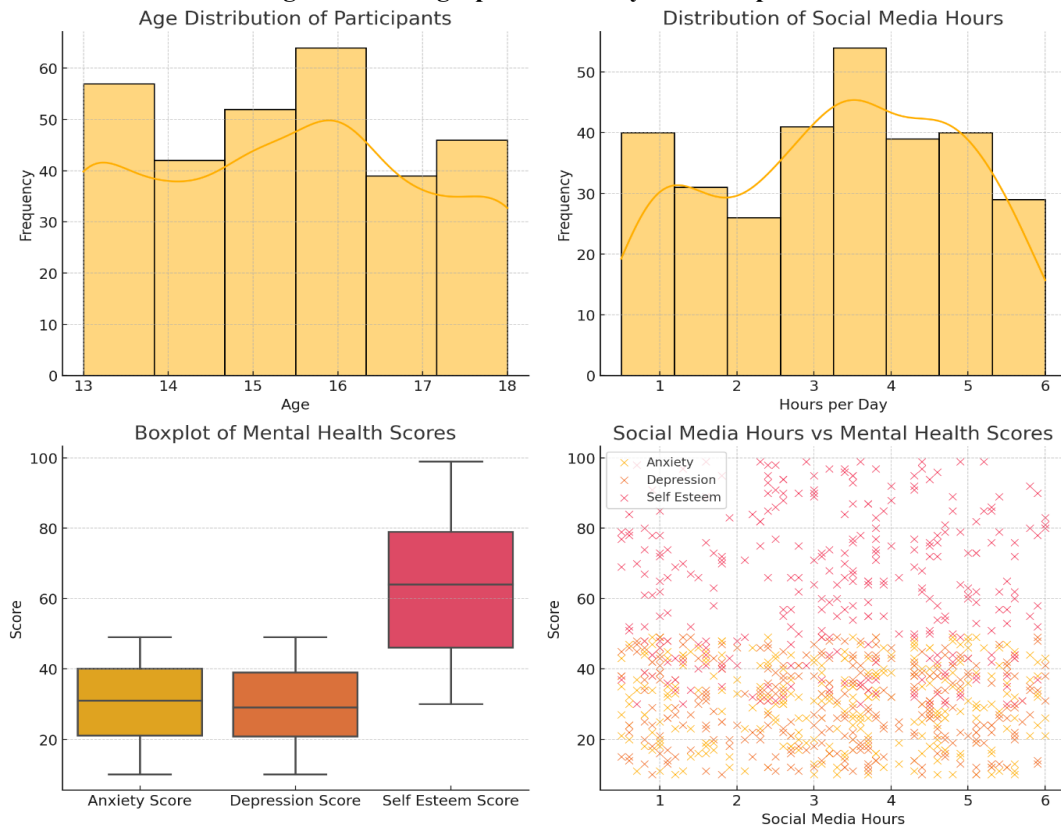 Age Distribution of Participants
Frequency
60
50
40
30
20
10
0
13 14 15 16 17 18
Age
Distribution of Social Media Hours
Frequency
50
40
30
20
10
0
1 2 3 4 5 6
Hours per Day
Boxplot of Mental Health Scores
Score
100
80
60
40
20
Anxiety Score Depression Score Self Esteem Score
Social Media Hours vs Mental Health Scores
Score
100
80
60
40
20
Anxiety
Depression
Self Esteem
1 2 3 4 5 6
Social Media Hours